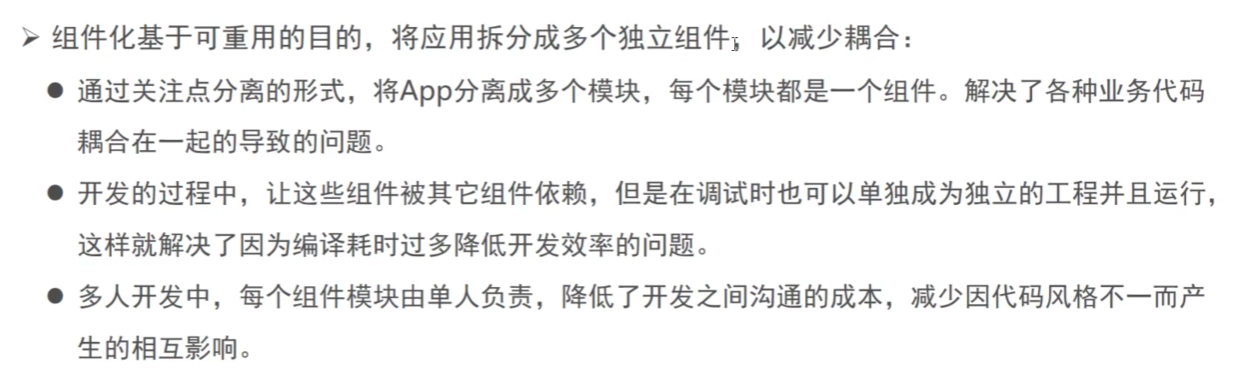 ➢ 组件化基于可重用的目的，将应用拆分成多个独立组件，以减少耦合：
● 通过关注点分离的形式，将App分离成多个模块，每个模块都是一个组件。解决了各种业务代码
耦合在一起的导致的问题。
● 开发的过程中，让这些组件被其它组件依赖，但是在调试时也可以单独成为独立的工程并且运行，
这样就解决了因为编译耗时过多降低开发效率的问题。
● 多人开发中，每个组件模块由单人负责，降低了开发之间沟通的成本，减少因代码风格不一而产
生的相互影响。